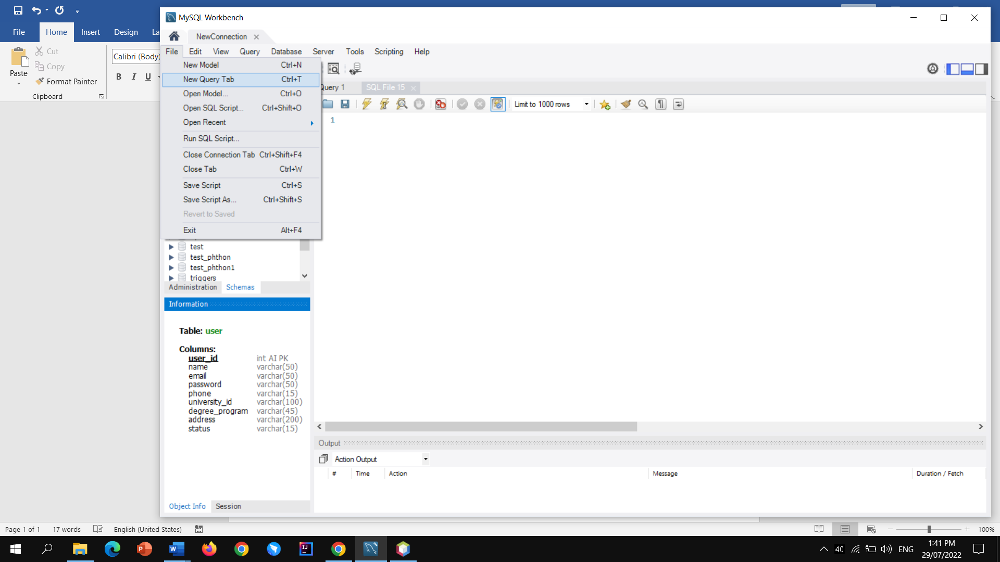 MySQL Workbench
File Home Insert Design La
NewConnection
Cut
Copy
Paste
Format Painter
Clipboard
Calibri (Body)
B I U
File Edit View Query Database Server Tools Scripting Help
New Model Ctrl+N
New Query Tab Ctrl+T
Open Model... Ctrl+O
Open SQL Script... Ctrl+Shift+O
Open Recent
Run SQL Script...
Close Connection Tab Ctrl+Shift+F4
Close Tab Ctrl+W
Save Script Ctrl+S
Save Script As... Ctrl+Shift+S
Revert to Saved
Exit Alt+F4
Query 1 SQL File 15
Limit to 1000 rows
1
test
test_phthon
test_phthon1
triggers
Administration Schemas
Information
Table: user
Columns:
user_id int AI PK
name varchar(50)
email varchar(50)
password varchar(50)
phone varchar(15)
university_id varchar(100)
degree_program varchar(45)
address varchar(200)
status varchar(15)
Object Info Session
Output
Action Output
# Time Action Message Duration / Fetch
Page 1 of 1 17 words English (United States) 100%
40 ENG 1:41 PM
29/07/2022